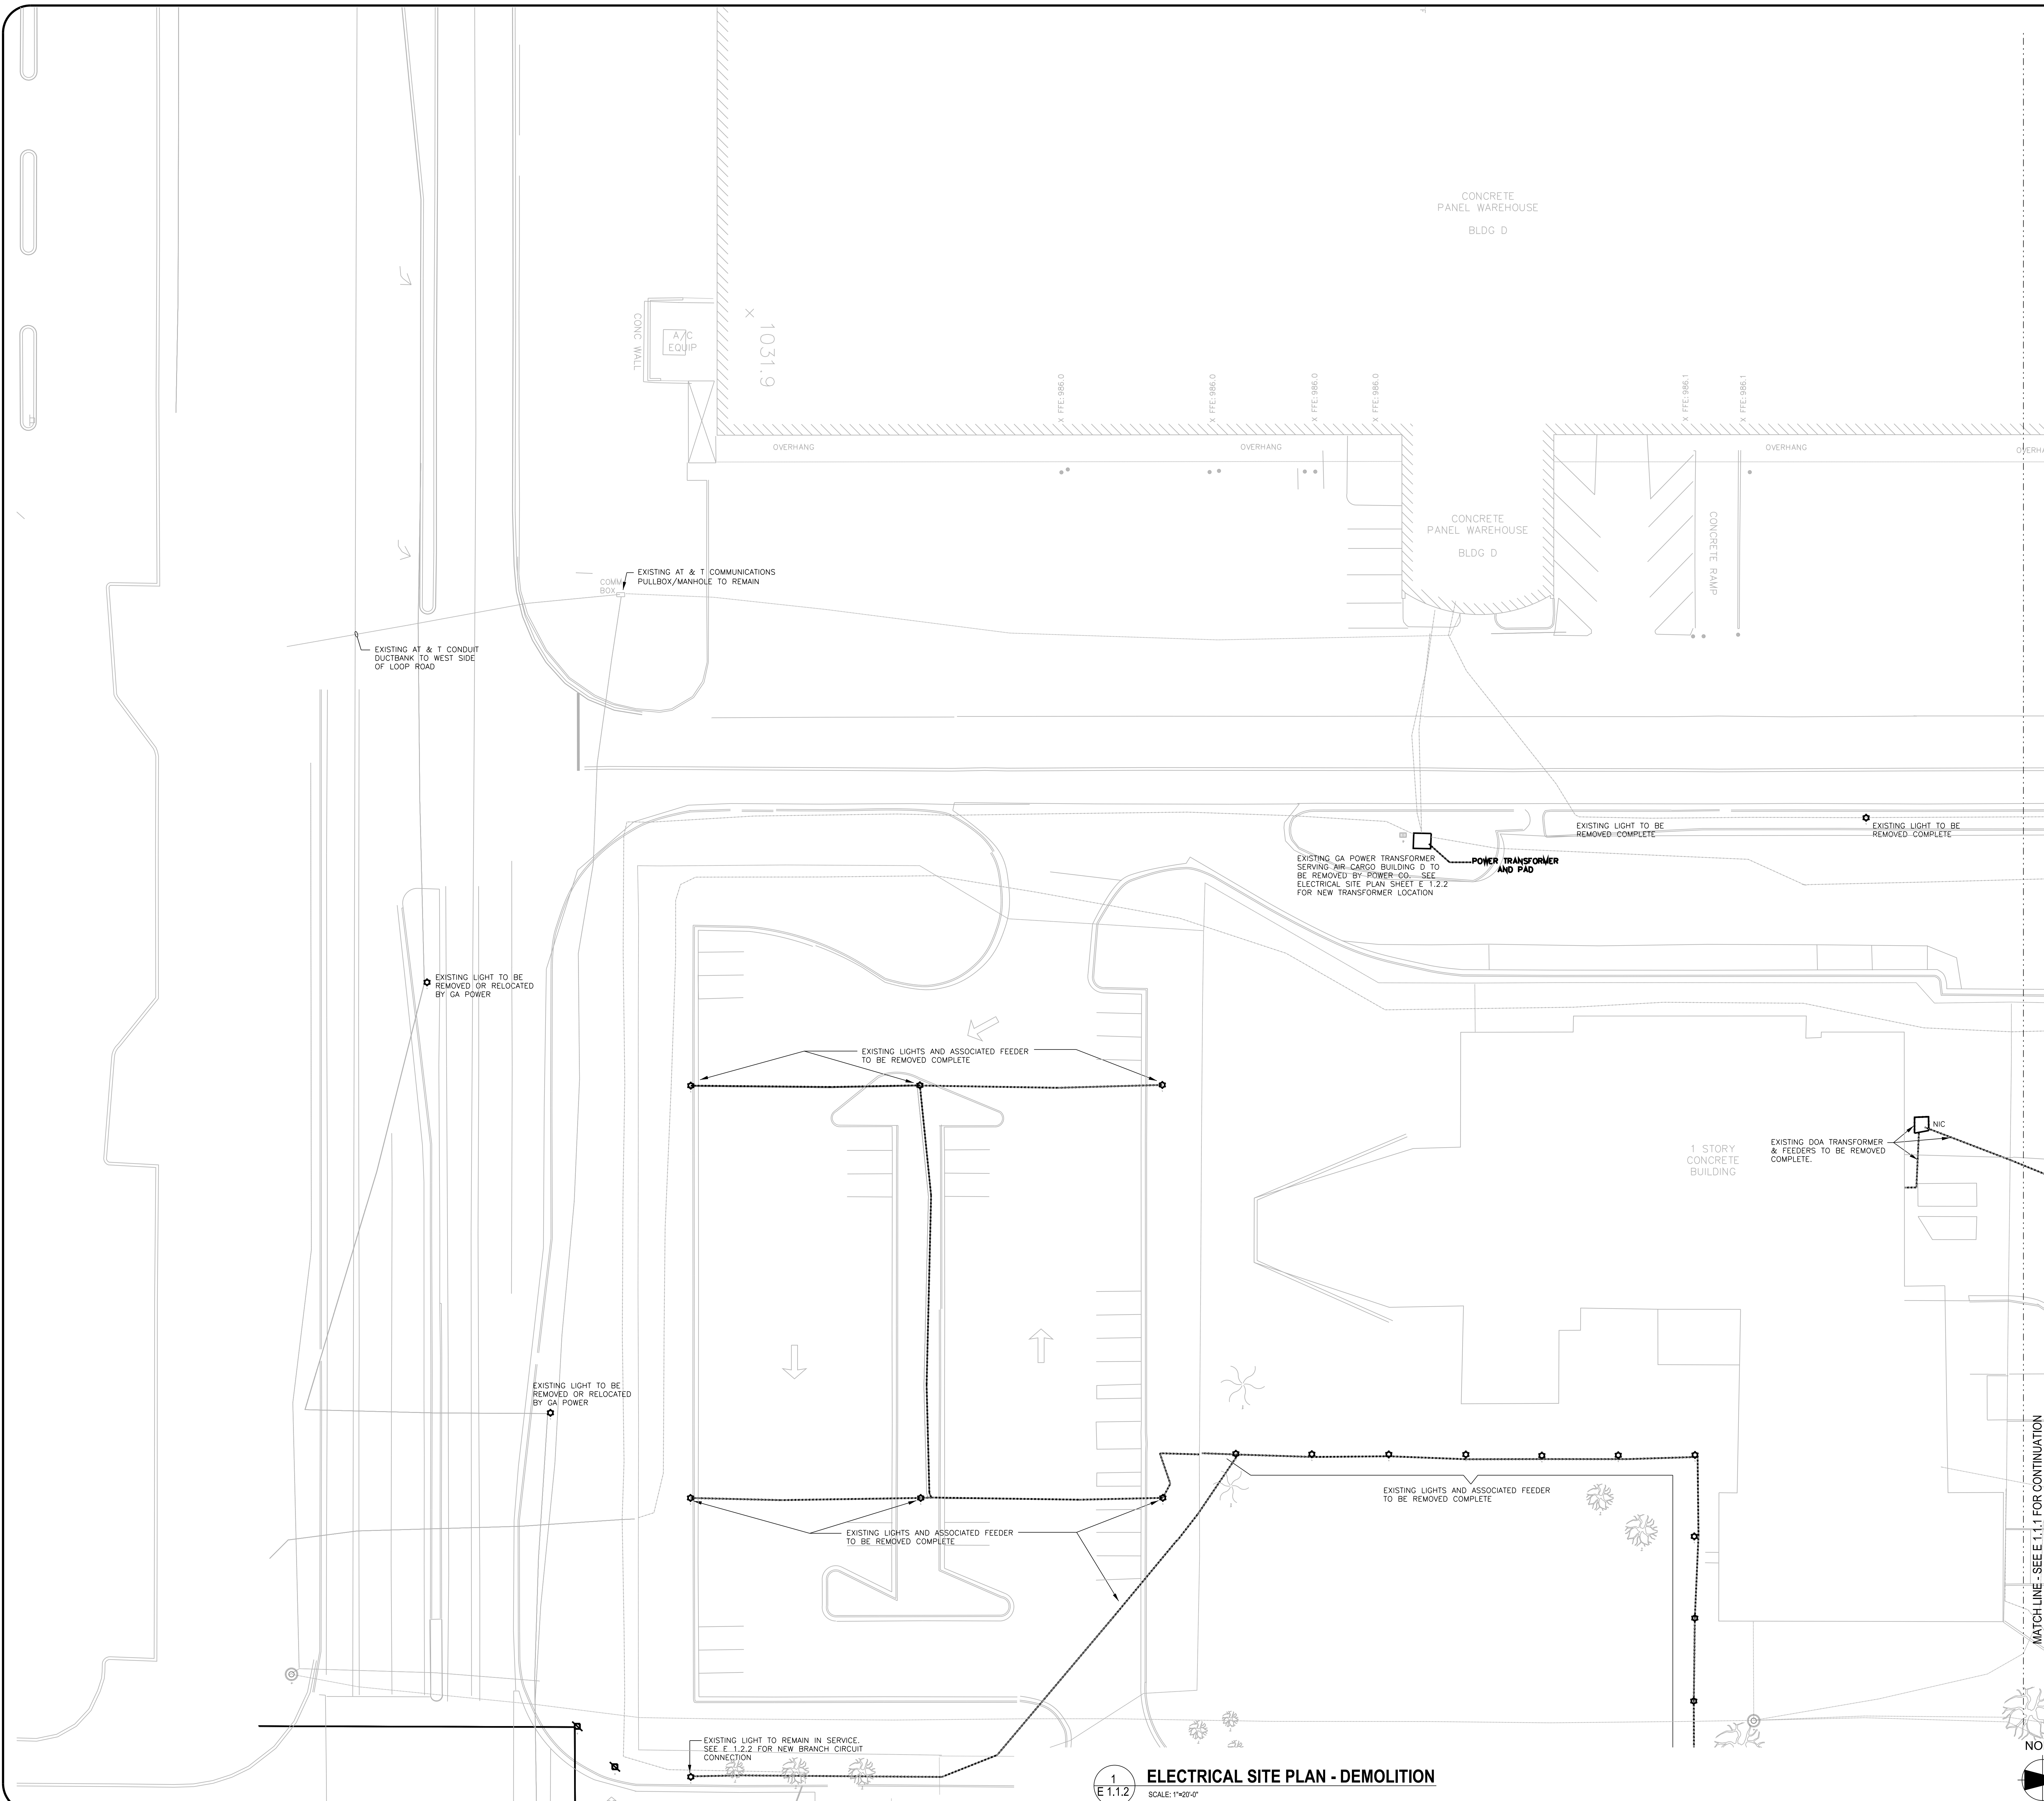 CONCRETE
PANEL WAREHOUSE
BLDG D
CONC WALL
A/C
EQUIP
X 1031.9
X FFE:986.0
X FFE:986.0
X FFE:986.0
X FFE:986.0
X FFE:986.1
X FFE:986.1
OVERHANG
OVERHANG
OVERHANG
CONCRETE
PANEL WAREHOUSE
BLDG D
CONCRETE RAMP
COMM
BOX
EXISTING AT & T COMMUNICATIONS
PULLBOX/MANHOLE TO REMAIN
EXISTING AT & T CONDUIT
DUCTBANK TO WEST SIDE
OF LOOP ROAD
EXISTING LIGHT TO BE
REMOVED COMPLETE
EXISTING LIGHT TO BE
REMOVED COMPLETE
POWER TRANSFORMER
AND PAD
EXISTING GA POWER TRANSFORMER
SERVING AIR CARGO BUILDING D TO
BE REMOVED BY POWER CO. SEE
ELECTRICAL SITE PLAN SHEET E 1.2.2
FOR NEW TRANSFORMER LOCATION
EXISTING LIGHT TO BE
REMOVED OR RELOCATED
BY GA POWER
EXISTING LIGHTS AND ASSOCIATED FEEDER
TO BE REMOVED COMPLETE
NIC
EXISTING DOA TRANSFORMER
& FEEDERS TO BE REMOVED
COMPLETE.
1 STORY
CONCRETE
BUILDING
EXISTING LIGHT TO BE
REMOVED OR RELOCATED
BY GA POWER
EXISTING LIGHTS AND ASSOCIATED FEEDER
TO BE REMOVED COMPLETE
EXISTING LIGHTS AND ASSOCIATED FEEDER
TO BE REMOVED COMPLETE
MATCH LINE - SEE E 1.1.1 FOR CONTINUATION
EXISTING LIGHT TO REMAIN IN SERVICE.
SEE E 1.2.2 FOR NEW BRANCH CIRCUIT
CONNECTION
1
E 1.1.2
ELECTRICAL SITE PLAN - DEMOLITION
SCALE: 1"=20'-0"